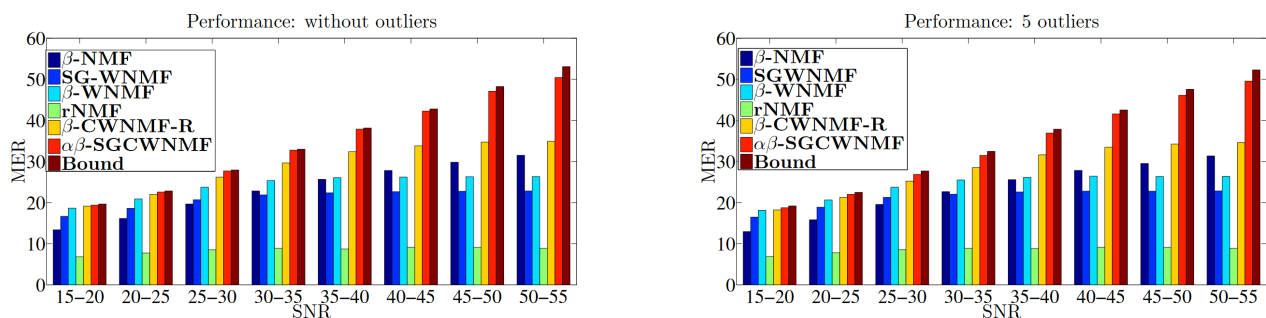 Performance: without outliers
60
50
40
30
20
10
0
MER
β-NMF
SG-WNMF
β-WNMF
rNMF
β-CWNMF-R
αβ-SGCWNMF
Bound
15−20 20−25 25−30 30−35 35−40 40−45 45−50 50−55
SNR
Performance: 5 outliers
60
50
40
30
20
10
0
MER
β-NMF
SGWNMF
β-WNMF
rNMF
β-CWNMF-R
αβ-SGCWNMF
Bound
15−20 20−25 25−30 30−35 35−40 40−45 45−50 50−55
SNR